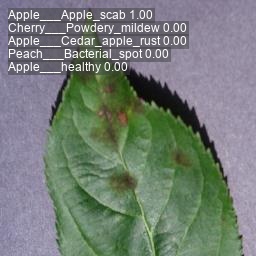 Apple___Apple_scab 1.00
Cherry___Powdery_mildew 0.00
Apple___Cedar_apple_rust 0.00
Peach___Bacterial_spot 0.00
Apple___healthy 0.00